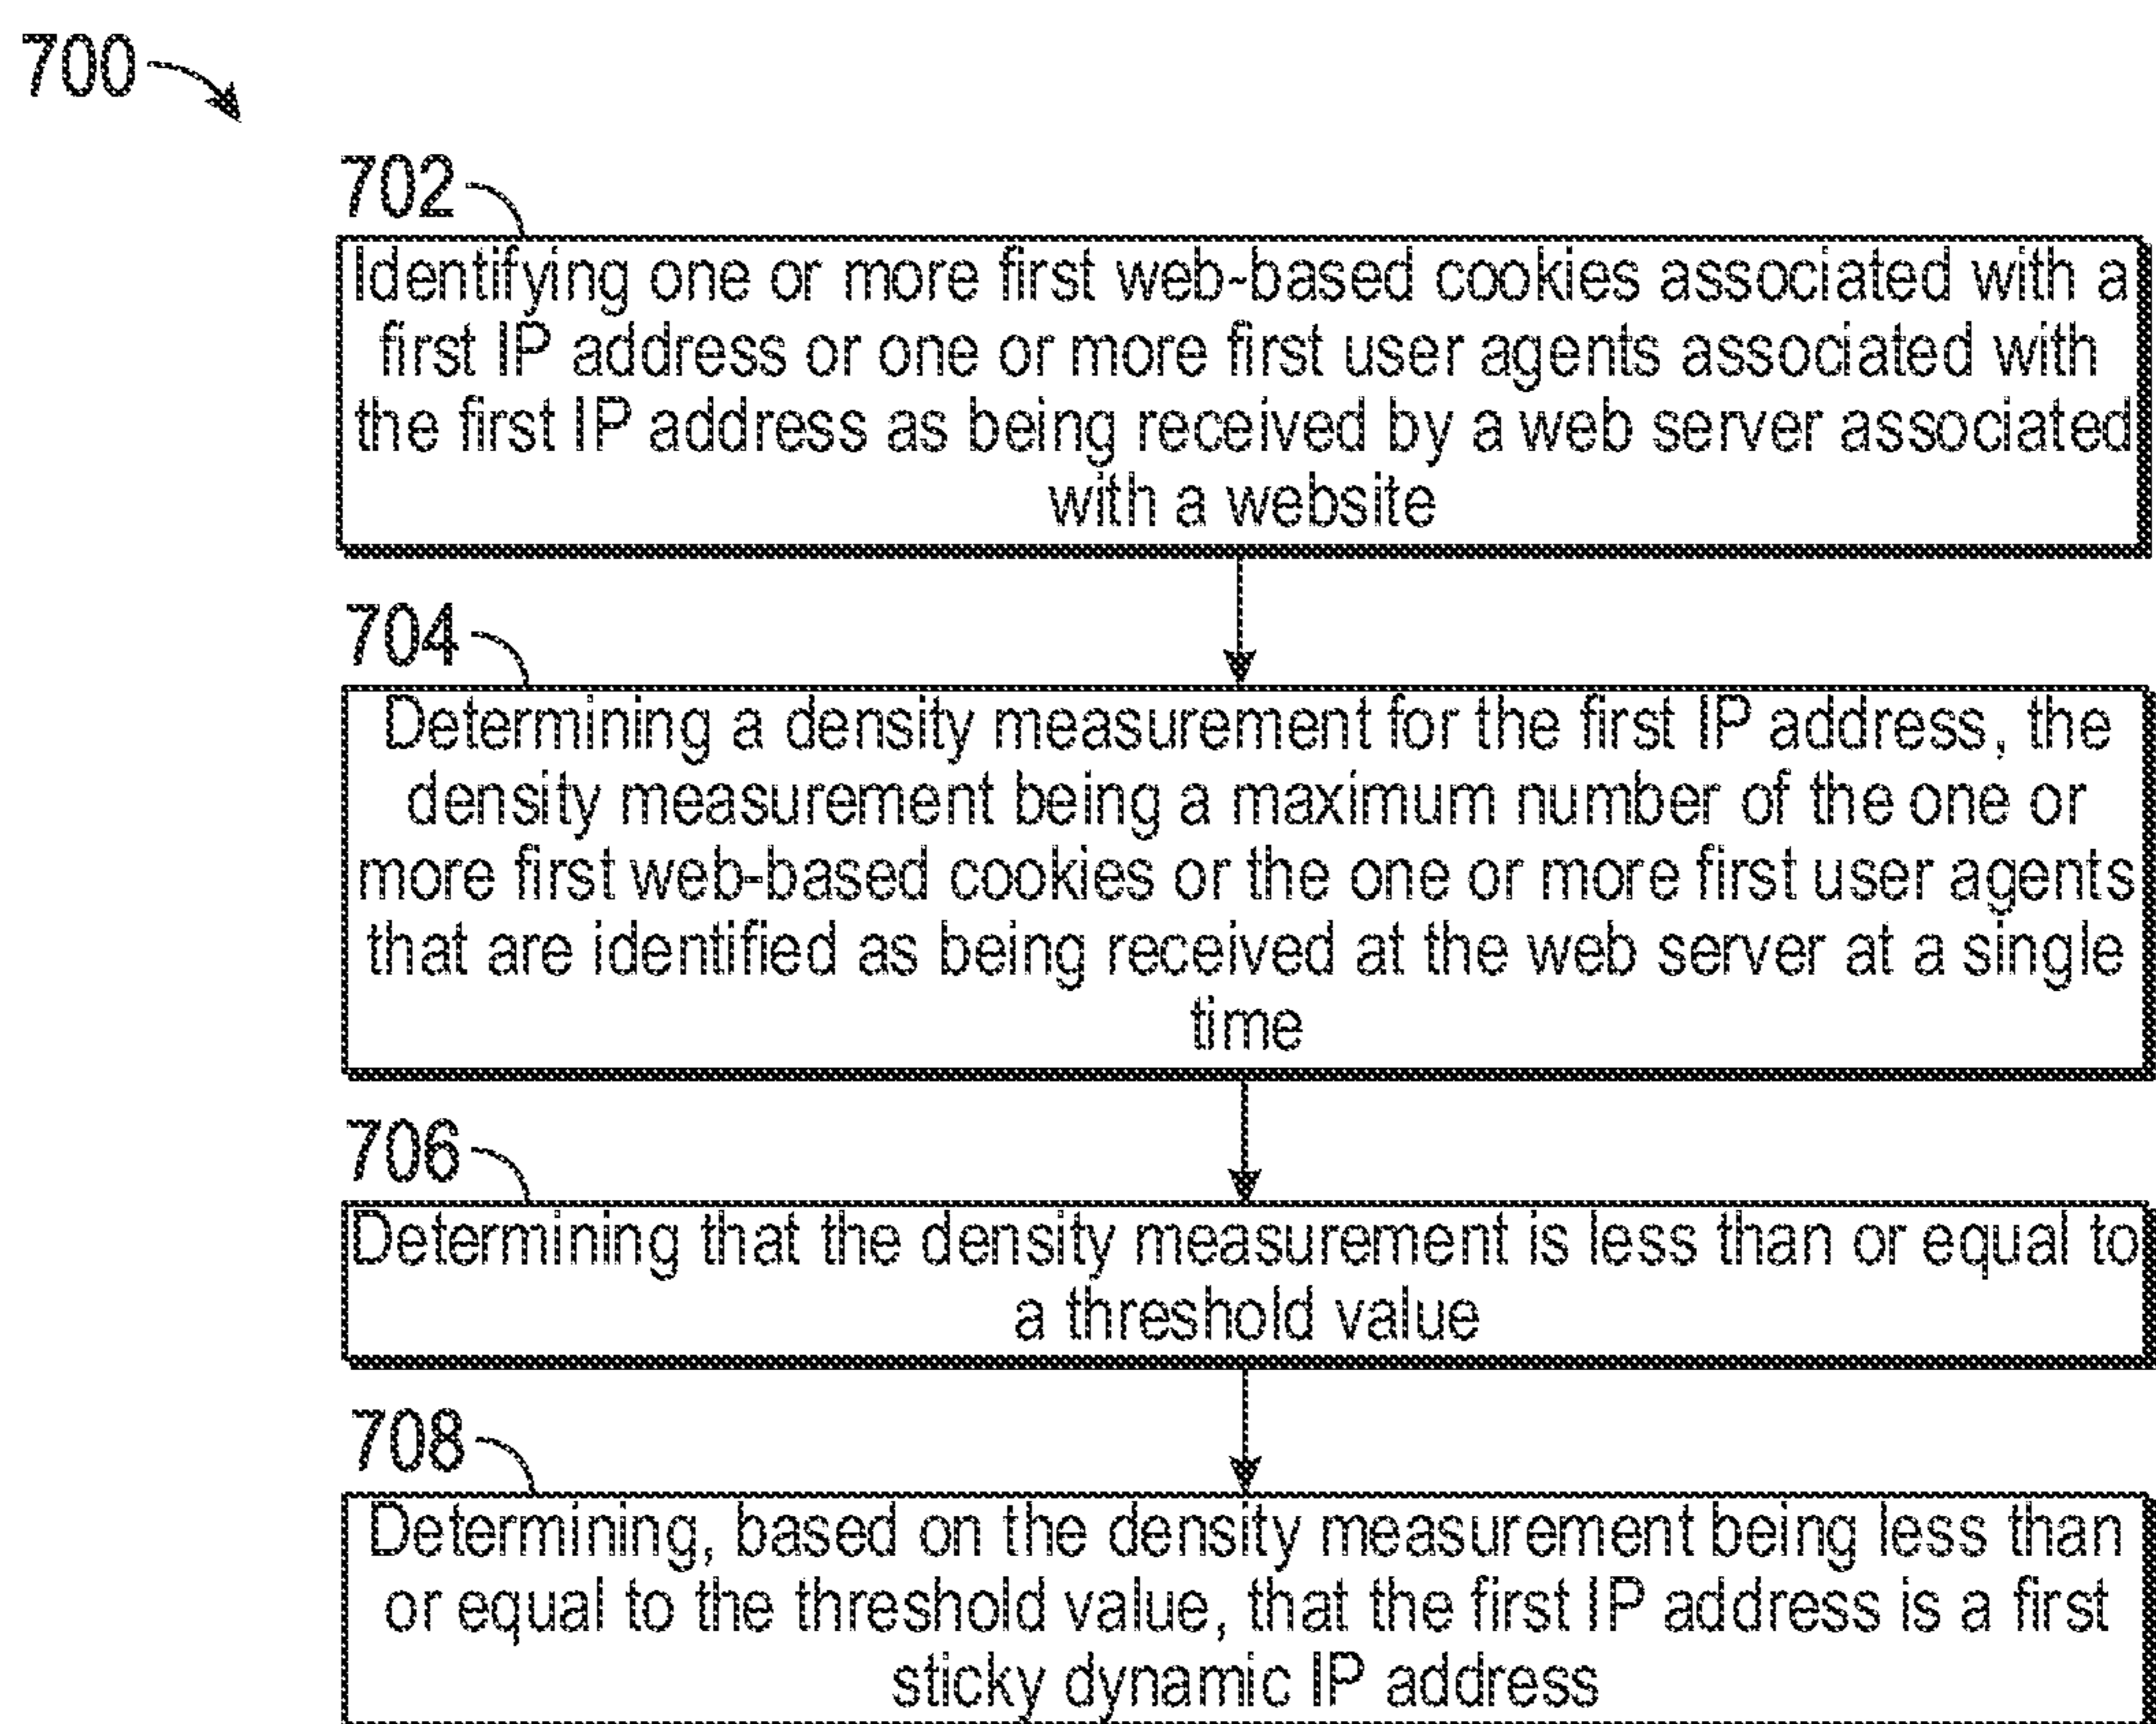 700
702
Identifying one or more first web-based cookies associated with a
first IP address or one or more first user agents associated with
the first IP address as being received by a web server associated
with a website
704
Determining a density measurement for the first IP address, the
density measurement being a maximum number of the one or
more first web-based cookies or the one or more first user agents
that are identified as being received at the web server at a single
time
706
Determining that the density measurement is less than or equal to
a threshold value
708
Determining, based on the density measurement being less than
or equal to the threshold value, that the first IP address is a first
sticky dynamic IP address